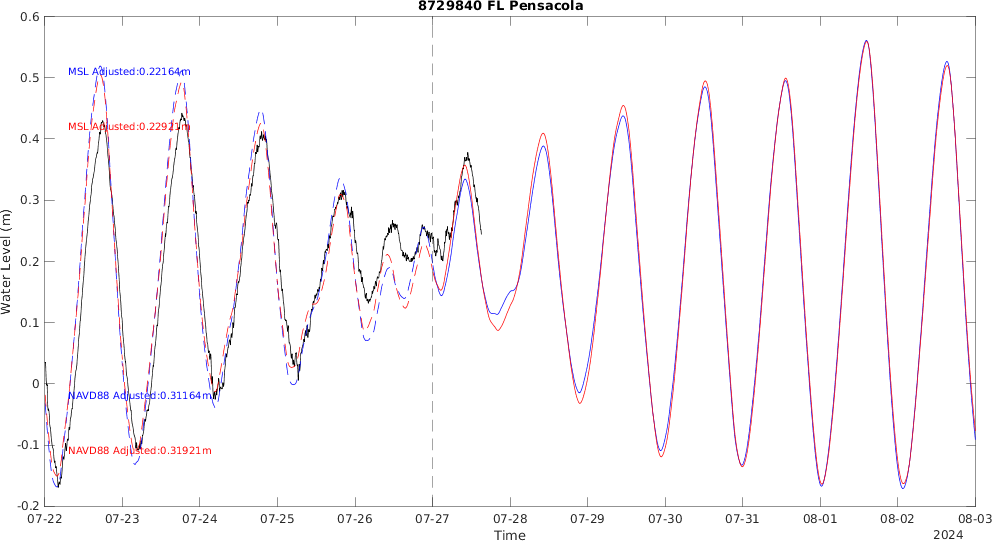 8729840 FL Pensacola
0.6
0.5
0.4
0.3
0.2
0.1
0
-0.1
-0.2
Water Level (m)
MSL Adjusted:0.22164m
MSL Adjusted:0.22921m
NAVD88 Adjusted:0.31164m
NAVD88 Adjusted:0.31921m
07-22 07-23 07-24 07-25 07-26 07-27 07-28 07-29 07-30 07-31 08-01 08-02 08-03
Time
2024